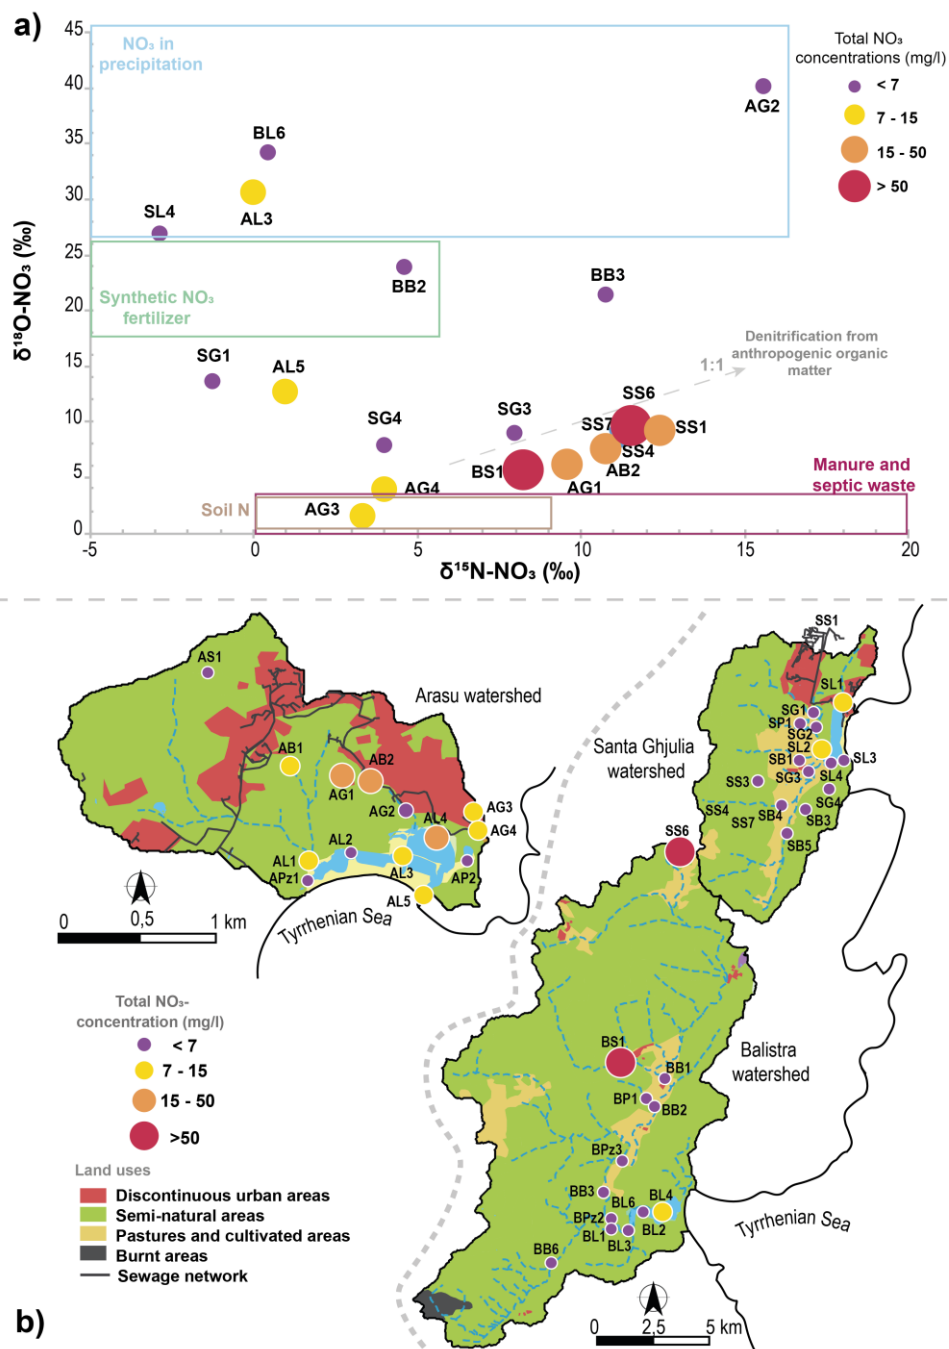 a)
45
40
35
30
25
20
15
10
5
0
δ¹⁸O-NO₃ (‰)
-5
0
5
10
15
20
δ¹⁵N-NO₃ (‰)
NO₃ in
precipitation
Synthetic NO₃
fertilizer
Soil N
Manure and
septic waste
Denitrification from
anthropogenic organic
matter
1:1
AG2
BL6
AL3
SL4
BB2
BB3
SG1
AL5
SG4
SG3
SS6
SS7
SS1
SS4
BS1
AB2
AG1
AG4
AG3
Total NO₃
concentrations (mg/l)
< 7
7 - 15
15 - 50
> 50
b)
Arasu watershed
AS1
AB1
AB2
AG1
AG2
AG3
AL4
AG4
AL2
AL1
AL3
AP2
APz1
AL5
Tyrrhenian Sea
0
0,5
1 km
Santa Ghjulia
watershed
SS1
SL1
SG1
SP1
SG2
SL2
SB1
SL3
SG3
SL4
SS3
SG4
SS4
SB4
SS7
SB3
SB5
SS6
Balistra
watershed
BS1
BB1
BP1
BB2
BPz3
BB3
BL6
BL4
BPz2
BL2
BL1
BL3
BB6
Tyrrhenian Sea
0
2,5
5 km
Total NO₃-
concentration (mg/l)
< 7
7 - 15
15 - 50
>50
Land uses
Discontinuous urban areas
Semi-natural areas
Pastures and cultivated areas
Burnt areas
Sewage network